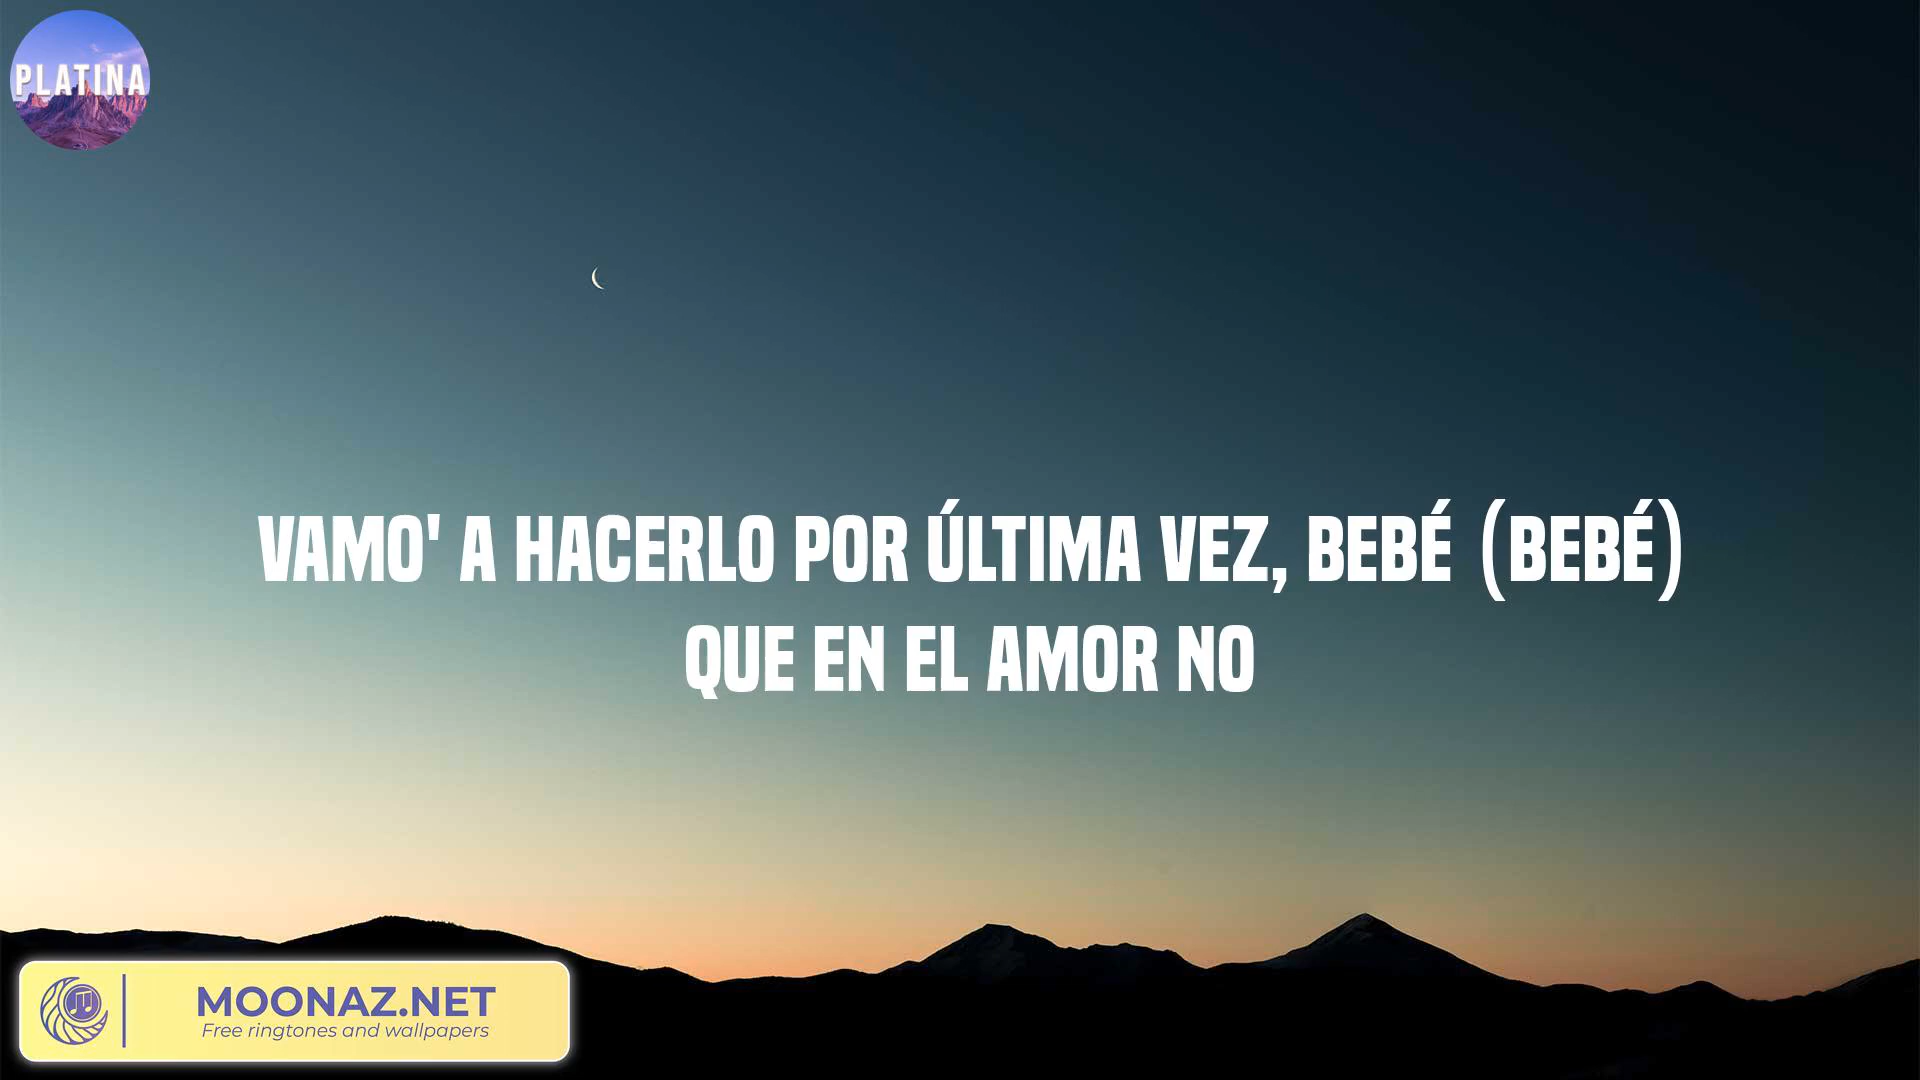 PLATINA
VAMO' A HACERLO POR ÚLTIMA VEZ, BEBÉ (BEBÉ)
QUE EN EL AMOR NO
MOONAZ.NET
Free ringtones and wallpapers